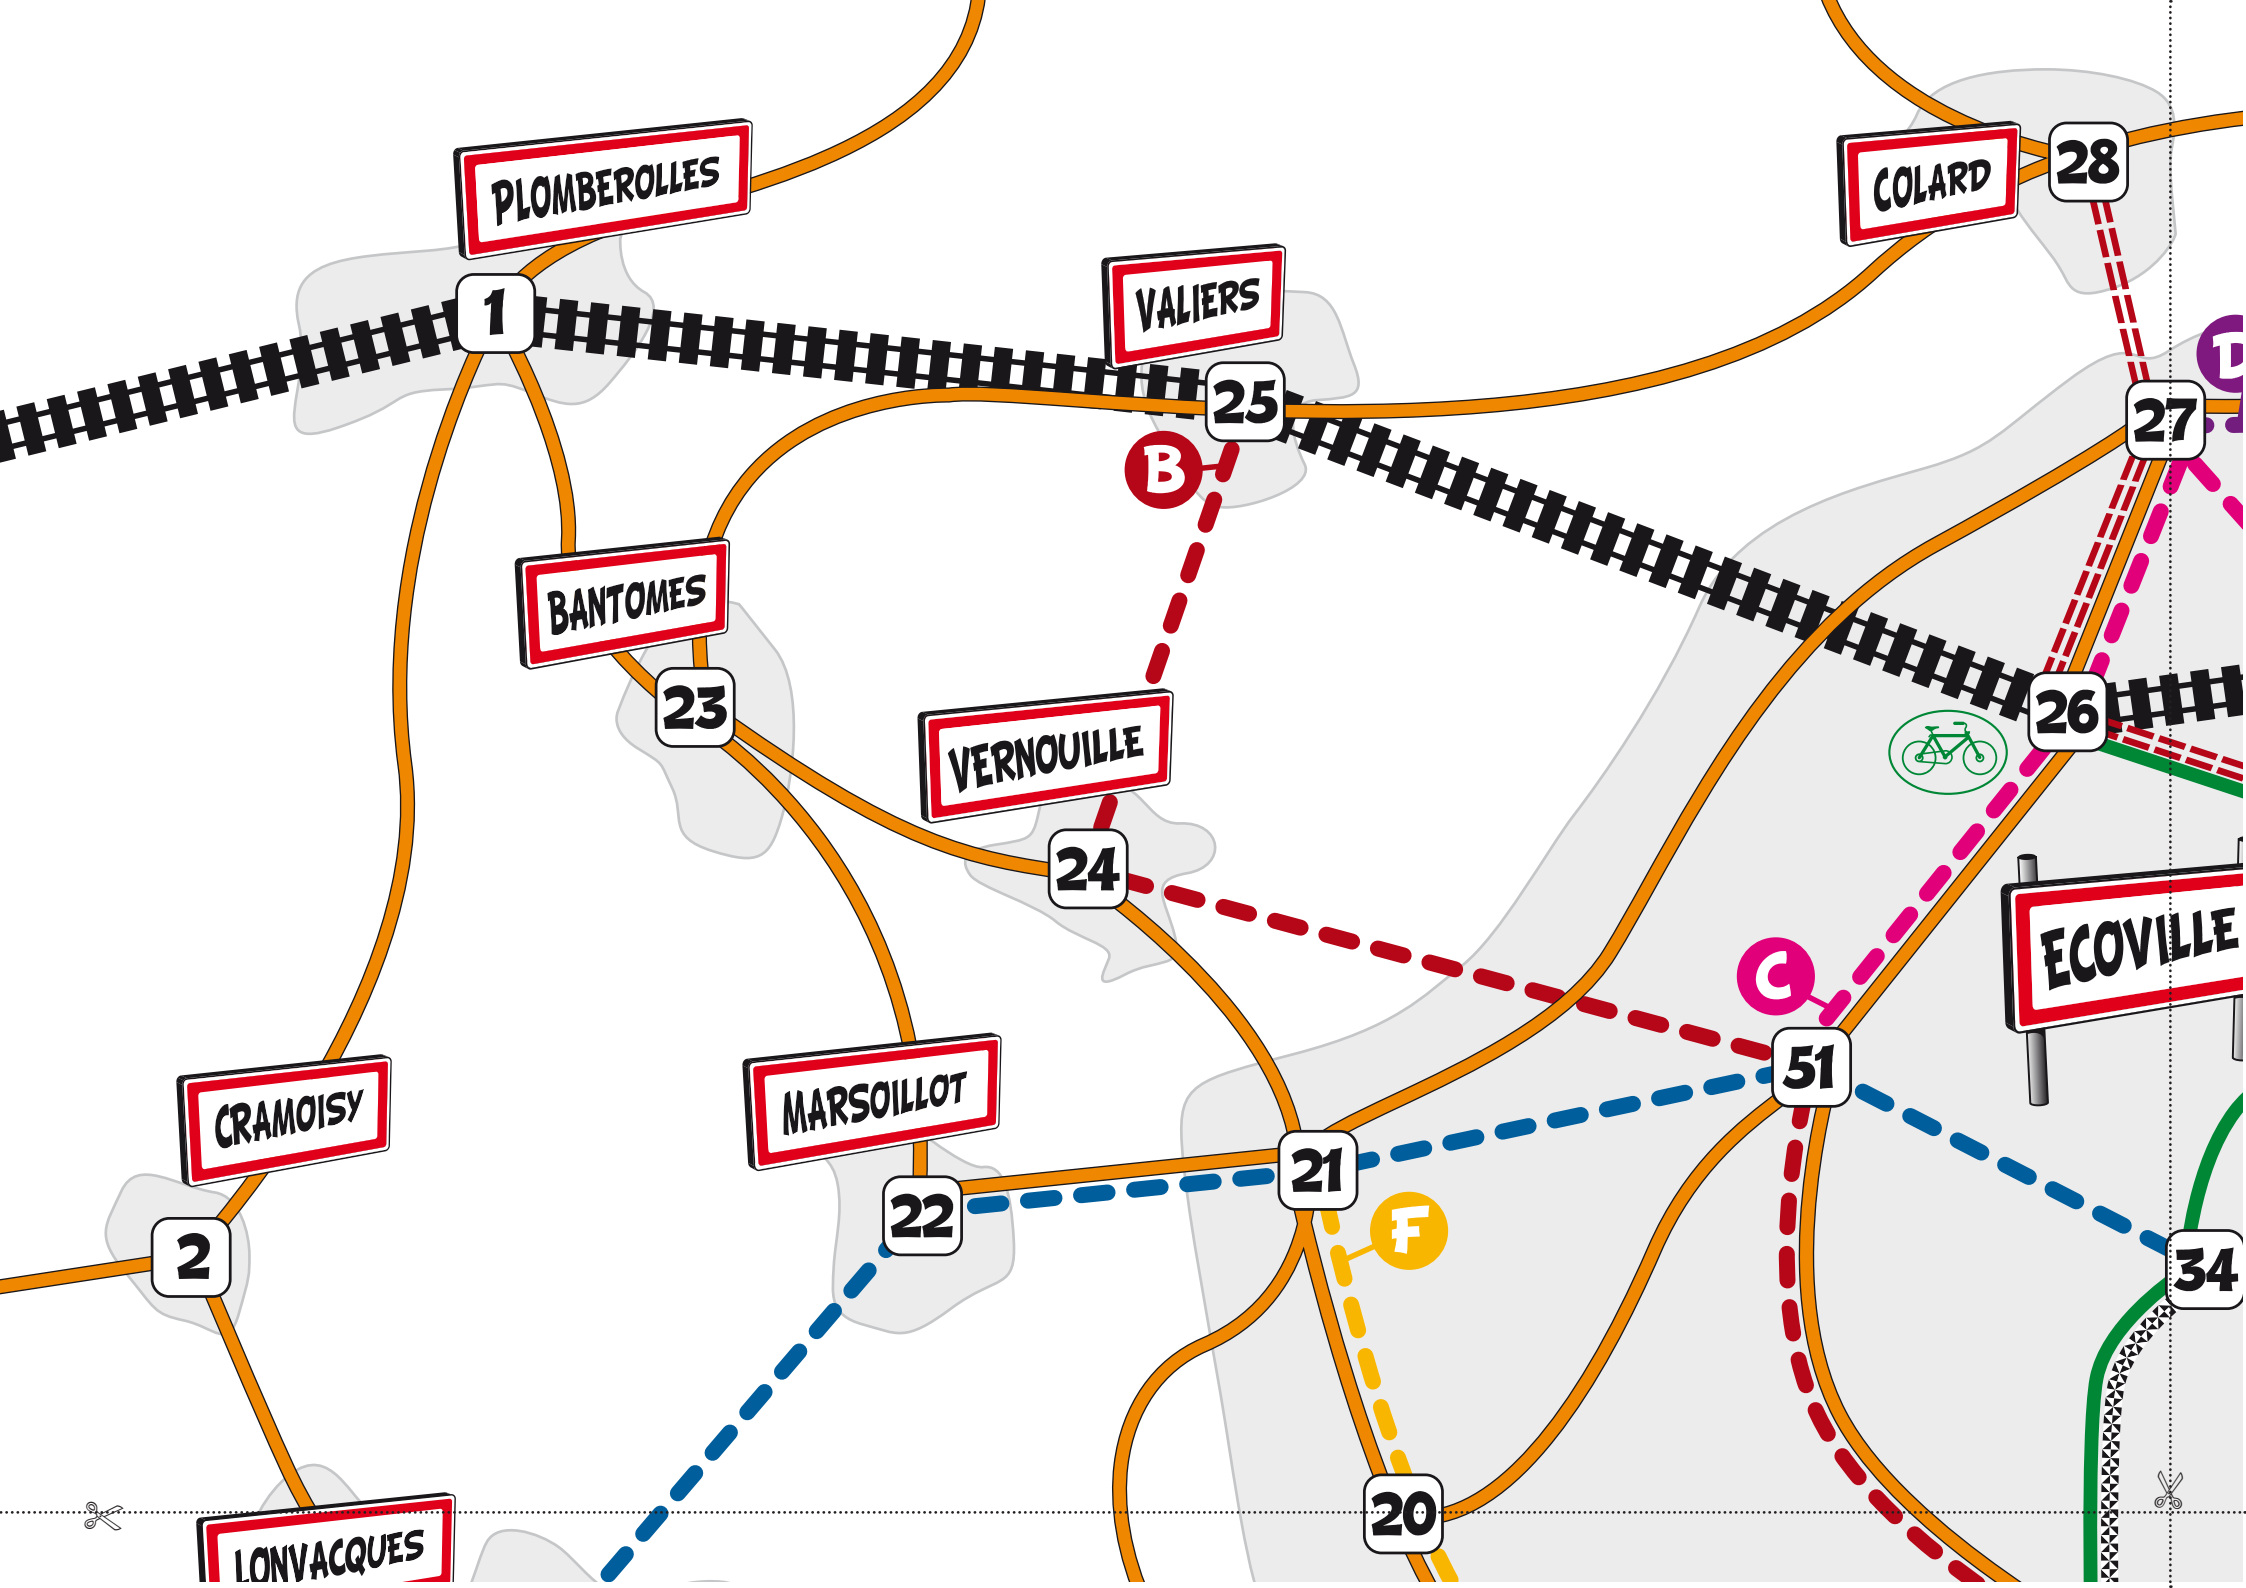 PLOMBEROLLES
COLARD
28
1
VALIERS
D
25
27
B
BANTOMES
23
26
VERNOUILLE
24
ECOVILLE
C
51
CRAMOISY
MARSOILLOT
21
22
F
2
34
20
LONVACQUES